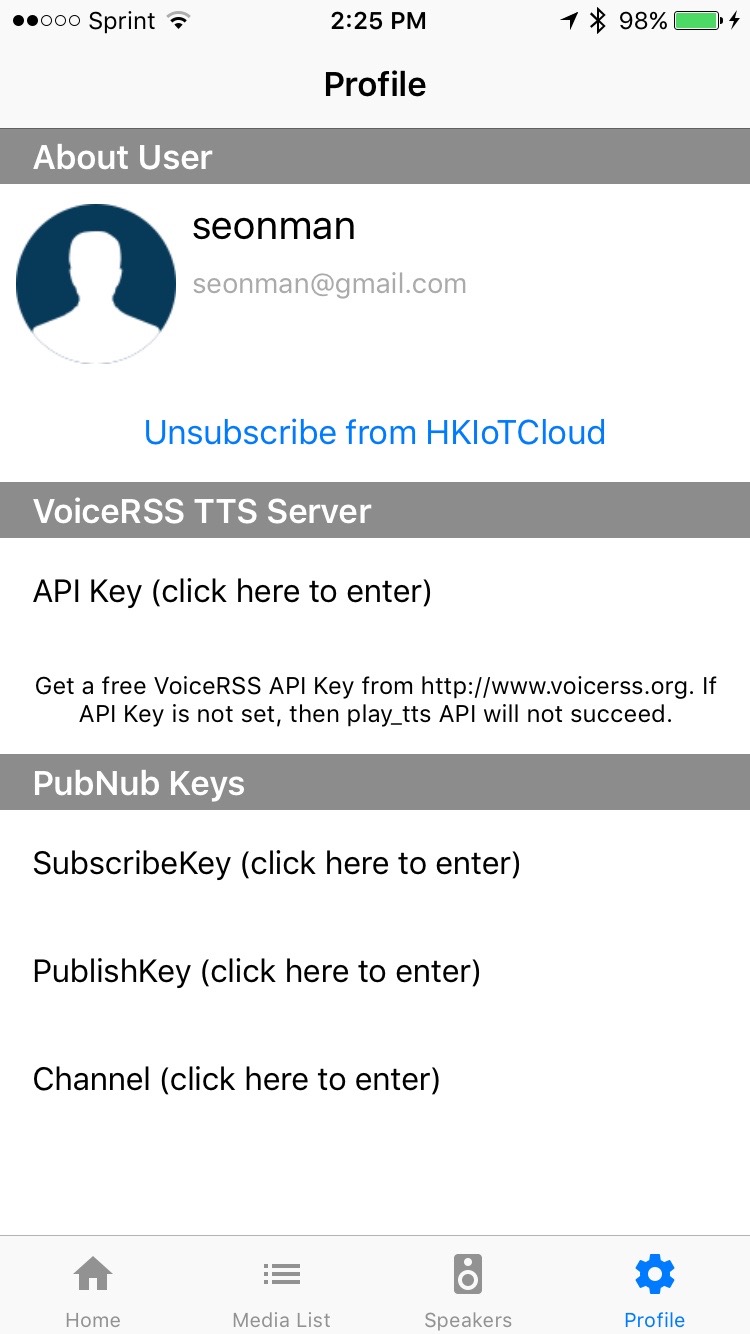 Sprint 2:25 PM 98%
Profile
About User
seonman
seonman@gmail.com
Unsubscribe from HKIoTCloud
VoiceRSS TTS Server
API Key (click here to enter)
Get a free VoiceRSS API Key from http://www.voicerss.org. If
API Key is not set, then play_tts API will not succeed.
PubNub Keys
SubscribeKey (click here to enter)
PublishKey (click here to enter)
Channel (click here to enter)
Home Media List Speakers Profile